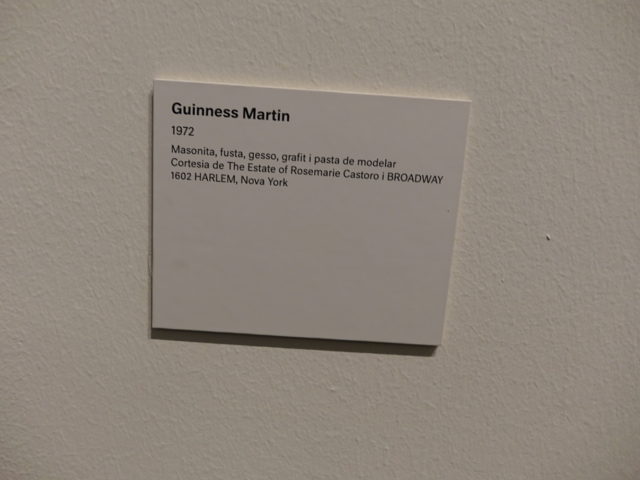 Guinness Martin
1972
Masonita, fusta, gesso, grafit i pasta de modelar
Cortesia de The Estate of Rosemarie Castoro i BROADWAY
1602 HARLEM, Nova York